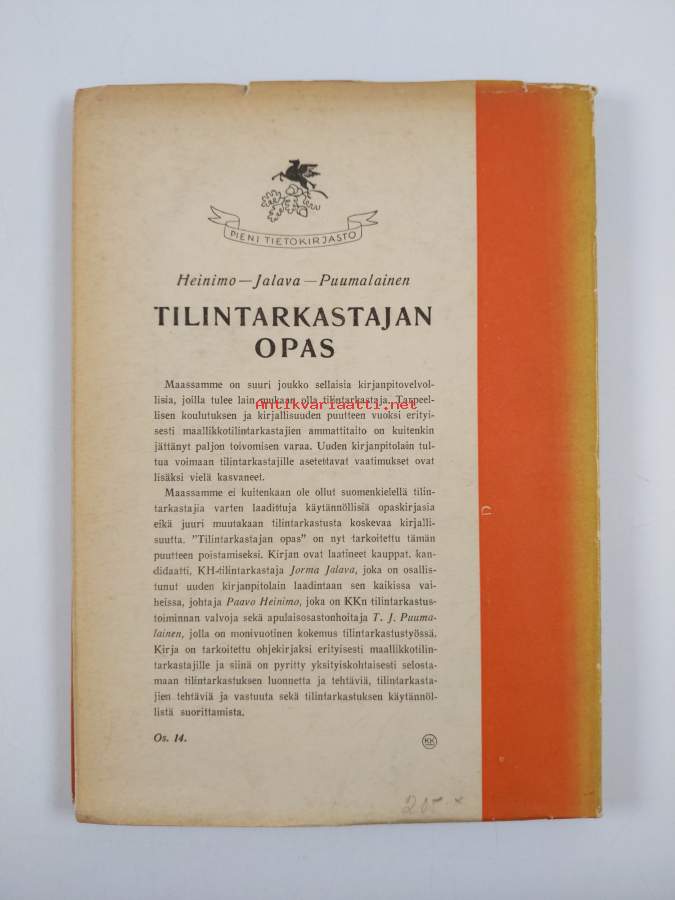 PIENI TIETOKIRJASTO
Heinimo—Jalava—Puumalainen
TILINTARKASTAJAN
OPAS
Maassamme on suuri joukko sellaisia kirjanpitovelvol-
lisia, joilla tulee lain mukaan olla tilintarkastaja. Tarpeel-
Antikvariaatti.net
lisen koulutuksen ja kirjallisuuden puutteen vuoksi erityi-
sesti maallikkotilintarkastajien ammattitaito on kuitenkin
jättänyt paljon toivomisen varaa. Uuden kirjanpitolain tul-
tua voimaan tilintarkastajille asetettavat vaatimukset ovat
lisäksi vielä kasvaneet.
Maassamme ei kuitenkaan ole ollut suomenkielellä tilin-
tarkastajia varten laadittuja käytännöllisiä opaskirjasia
eikä juuri muutakaan tilintarkastusta koskevaa kirjalli-
suutta. ”Tilintarkastajan opas” on nyt tarkoitettu tämän
puutteen poistamiseksi. Kirjan ovat laatineet kauppat. kan-
didaatti, KH-tilintarkastaja Jorma Jalava, joka on osallis-
tunut uuden kirjanpitolain laadintaan sen kaikissa vai-
heissa, johtaja Paavo Heinimo, joka on KKn tilintarkastus-
toiminnan valvoja sekä apulaisosastonhoitaja T. J. Puuma-
lainen, jolla on monivuotinen kokemus tilintarkastustyössä.
Kirja on tarkoitettu ohjekirjaksi erityisesti maallikkotilin-
tarkastajille ja siinä on pyritty yksityiskohtaisesti selosta-
maan tilintarkastuksen luonnetta ja tehtäviä, tilintarkasta-
jien tehtäviä ja vastuuta sekä tilintarkastuksen käytännöl-
listä suorittamista.
Os. 14.
KK